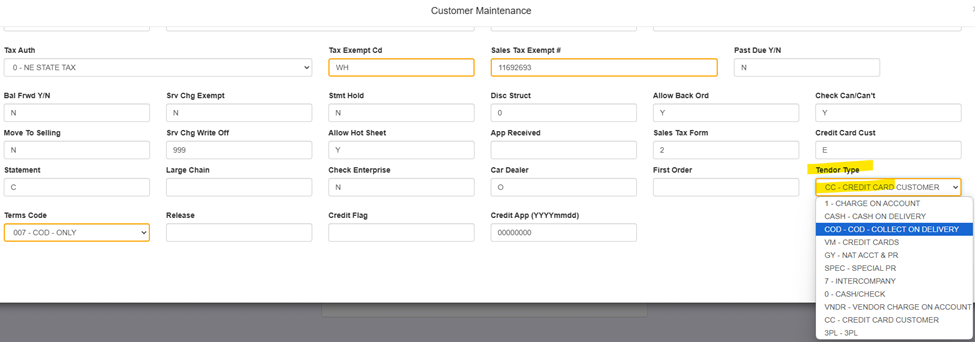 Customer Maintenance
Tax Auth Tax Exempt Cd Sales Tax Exempt # Past Due Y/N
0 - NE STATE TAX WH 11692693 N
Bal Frwd Y/N Srv Chg Exempt Stmt Hold Disc Struct Allow Back Ord Check Can/Can't
N N N 0 Y Y
Move To Selling Srv Chg Write Off Allow Hot Sheet App Received Sales Tax Form Credit Card Cust
N 999 Y 2 E
Statement Large Chain Check Enterprise Car Dealer First Order Tendor Type
C N O CC - CREDIT CARD CUSTOMER
Terms Code Release Credit Flag Credit App (YYYYmmdd)
007 - COD - ONLY 00000000
1 - CHARGE ON ACCOUNT
CASH - CASH ON DELIVERY
COD - COD - COLLECT ON DELIVERY
VM - CREDIT CARDS
GY - NAT ACCT & PR
SPEC - SPECIAL PR
7 - INTERCOMPANY
0 - CASH/CHECK
VNDR - VENDOR CHARGE ON ACCOUNT
CC - CREDIT CARD CUSTOMER
3PL - 3PL